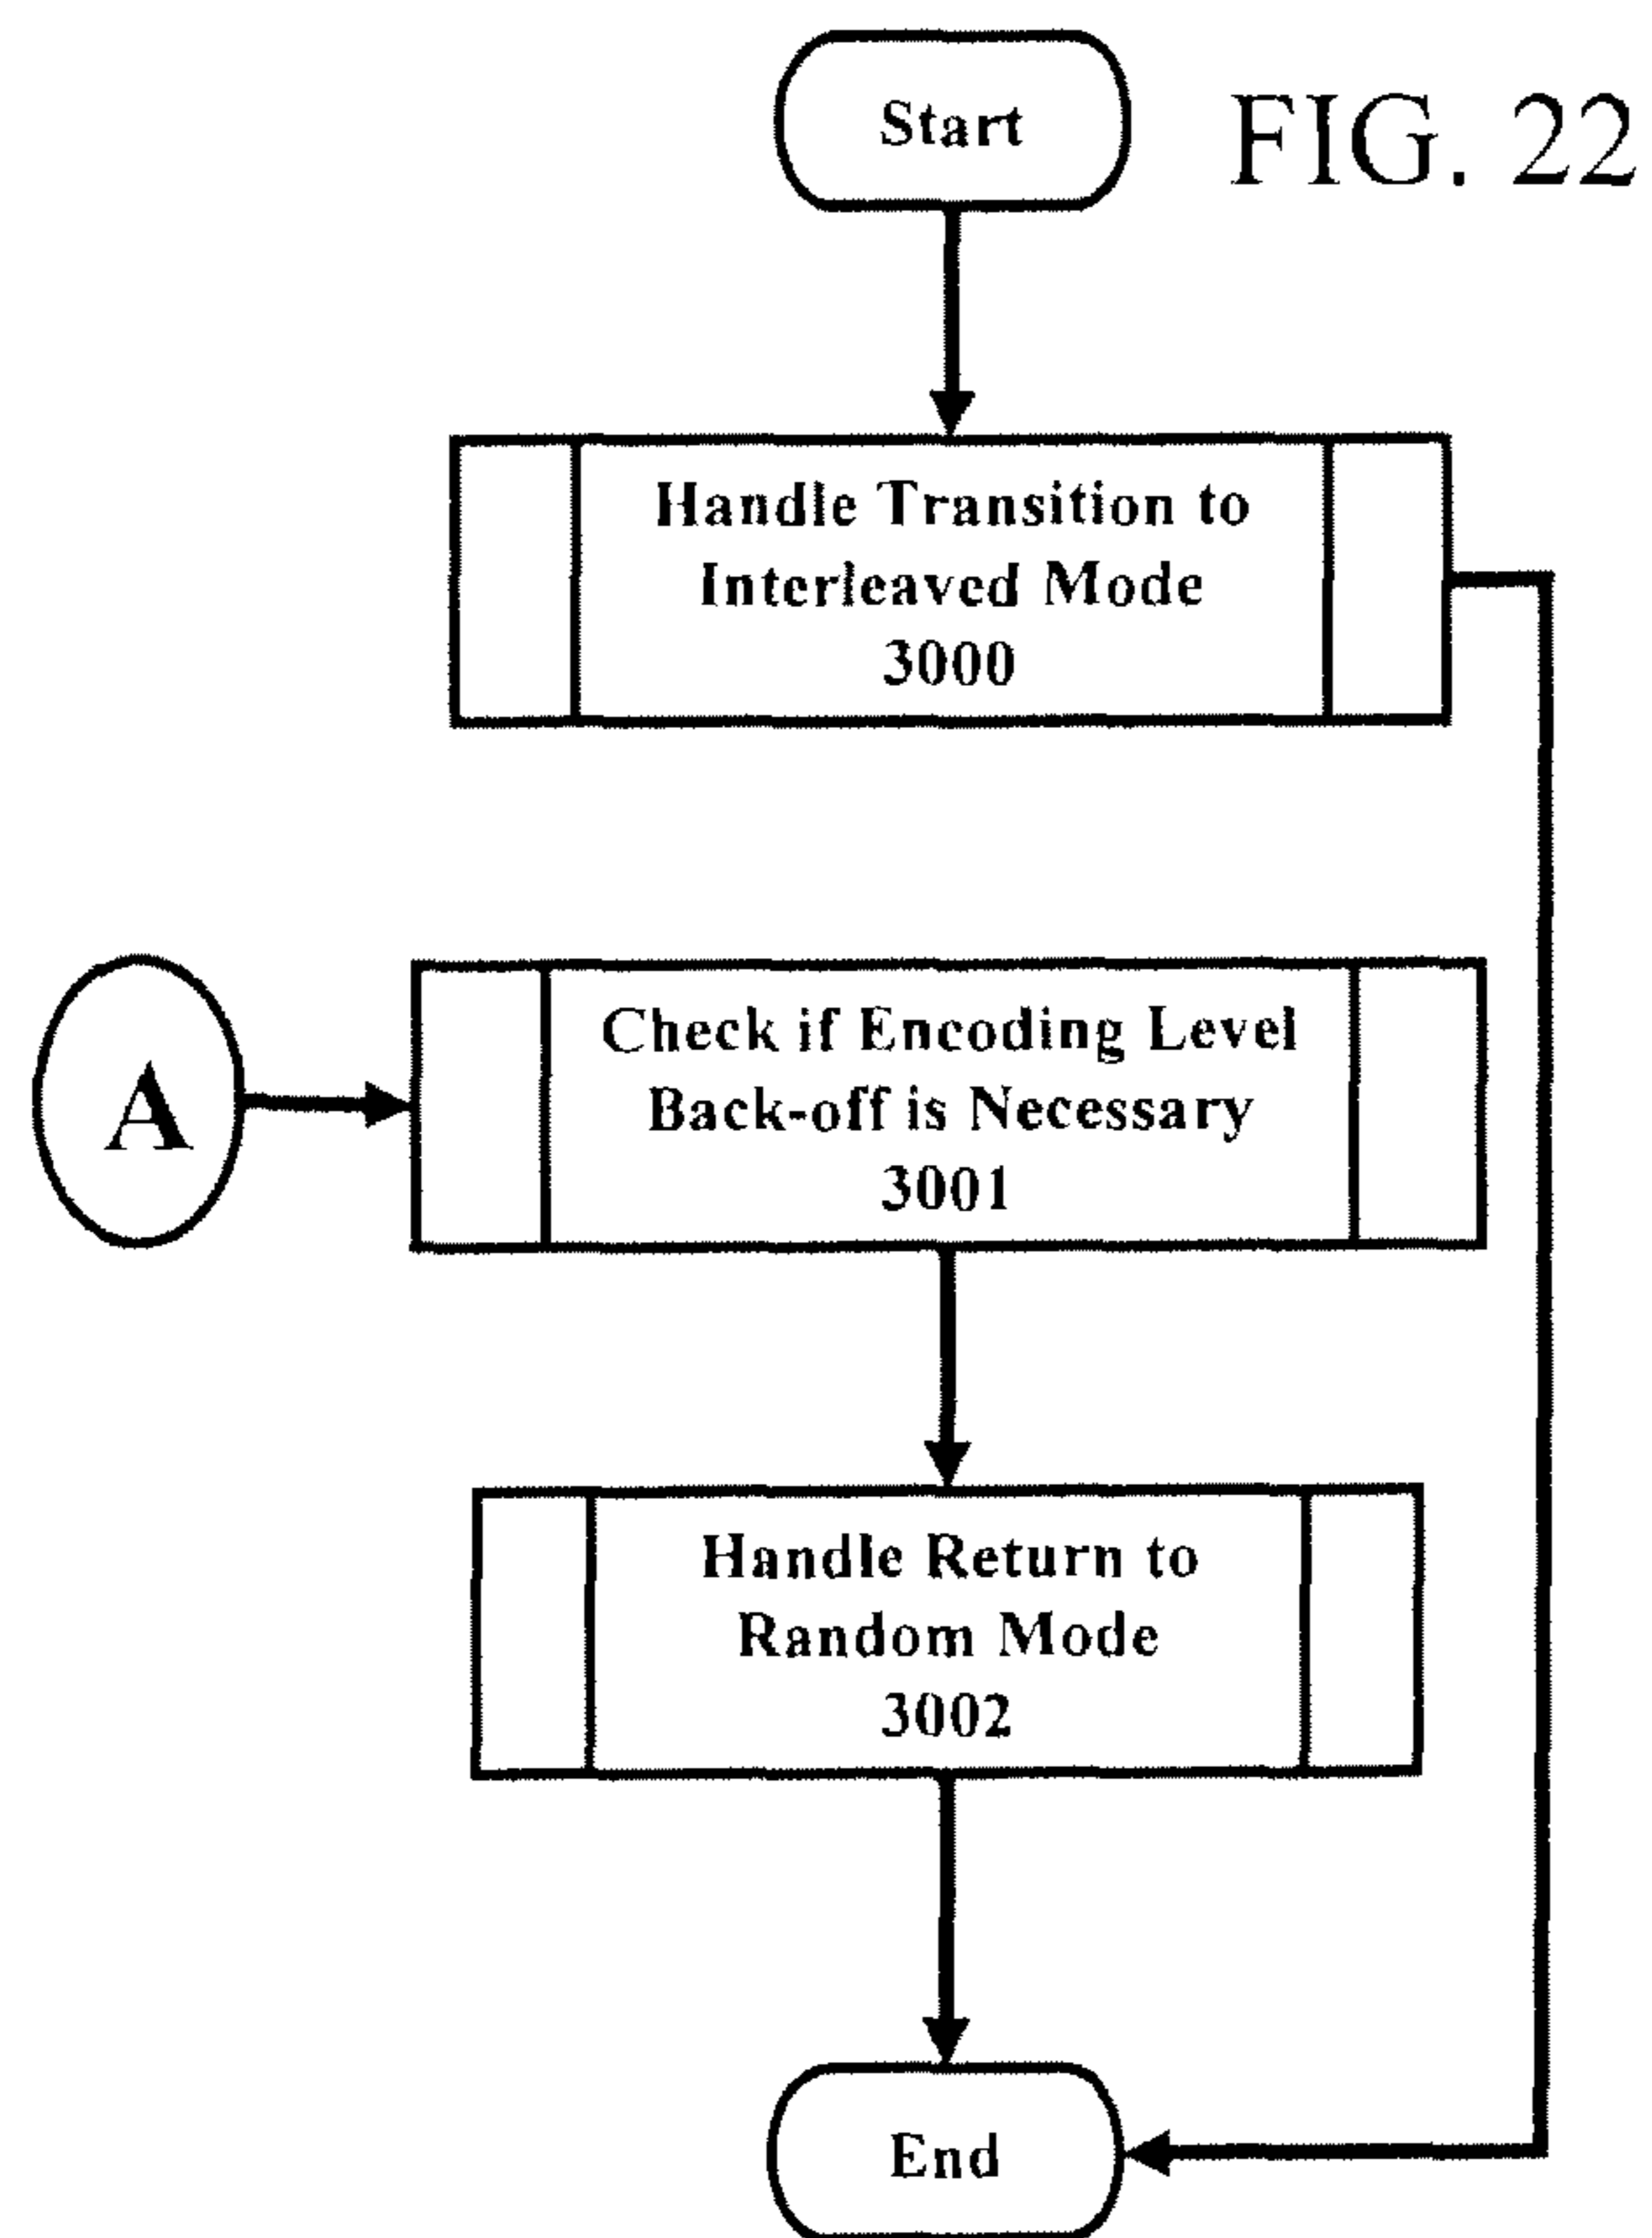 Start
FIG. 22
Handle Transition to
Interleaved Mode
3000
Check if Encoding Level
Back-off is Necessary
3001
A
Handle Return to
Random Mode
3002
End